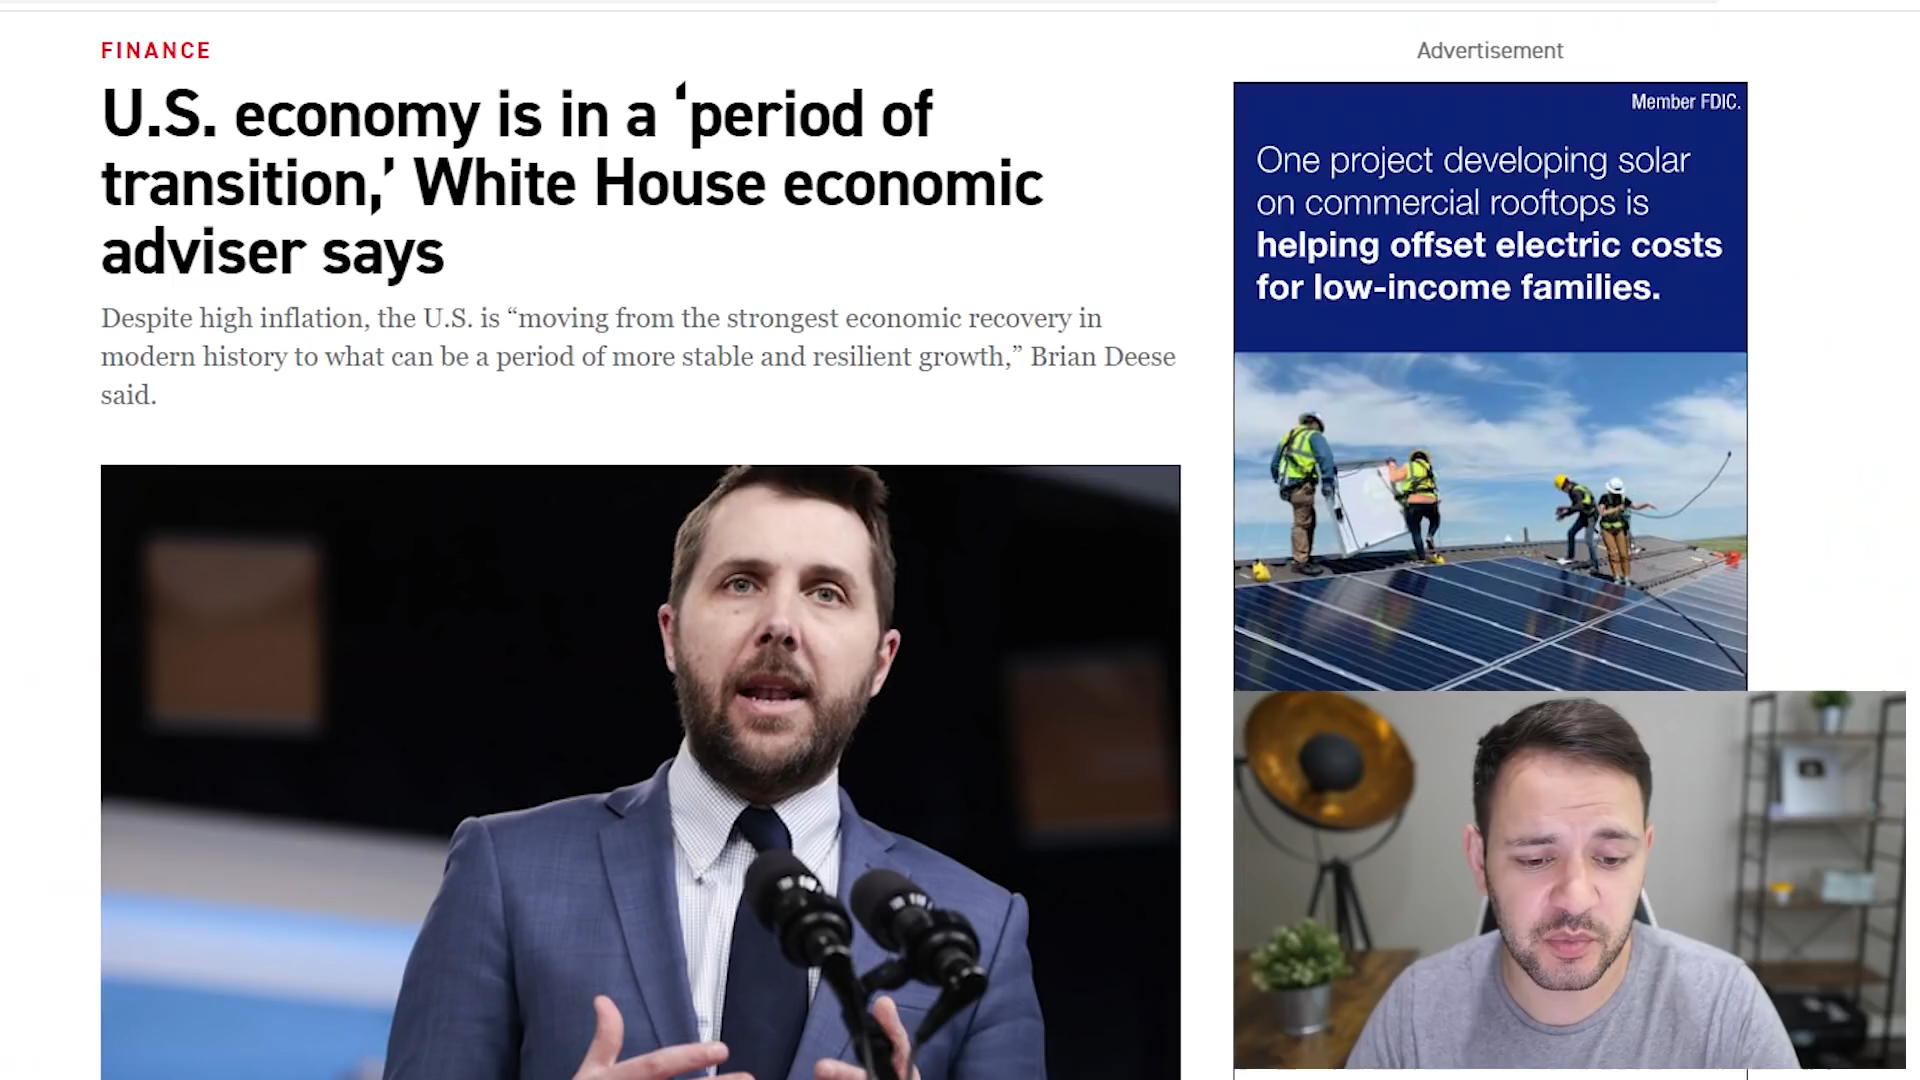 FINANCE
U.S. economy is in a ‘period of
transition,’ White House economic
adviser says
Despite high inflation, the U.S. is “moving from the strongest economic recovery in
modern history to what can be a period of more stable and resilient growth,” Brian Deese
said.
Advertisement
Member FDIC.
One project developing solar
on commercial rooftops is
helping offset electric costs
for low-income families.